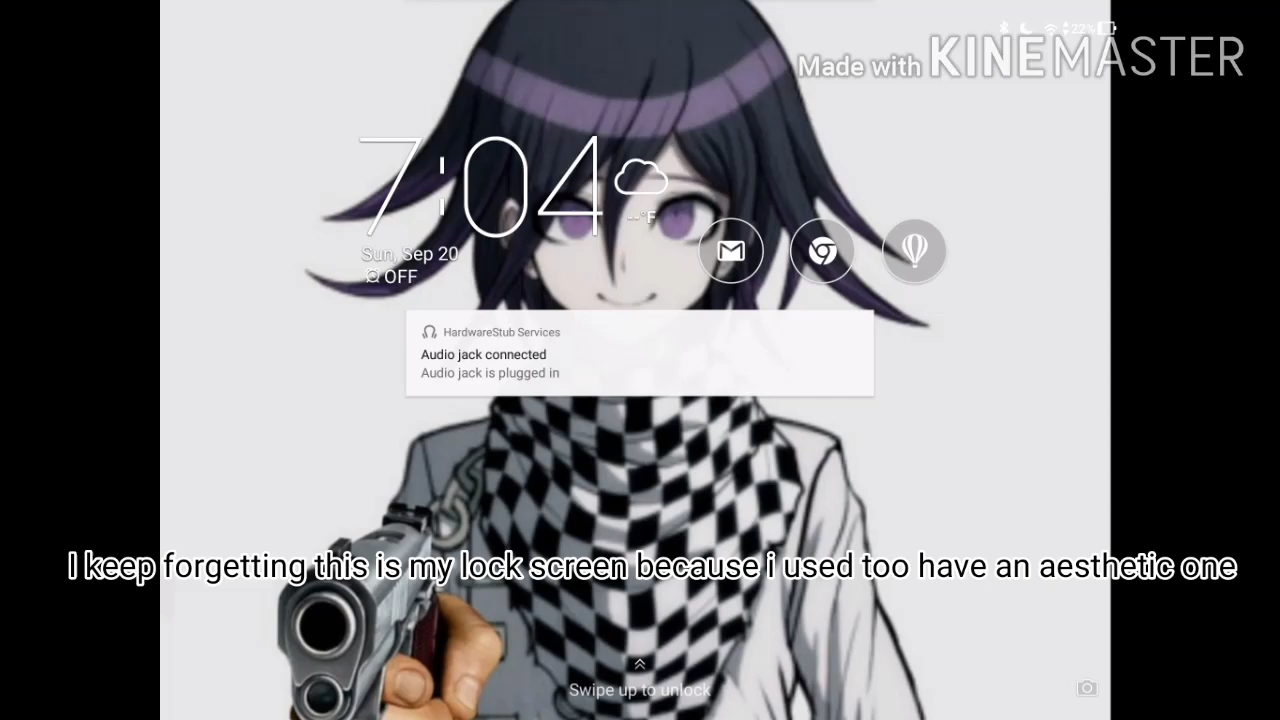 22%
Made with KINEMASTER
7:04
--°F
Sun, Sep 20
OFF
HardwareStub Services
Audio jack connected
Audio jack is plugged in
I keep forgetting this is my lock screen because i used too have an aesthetic one
Swipe up to unlock